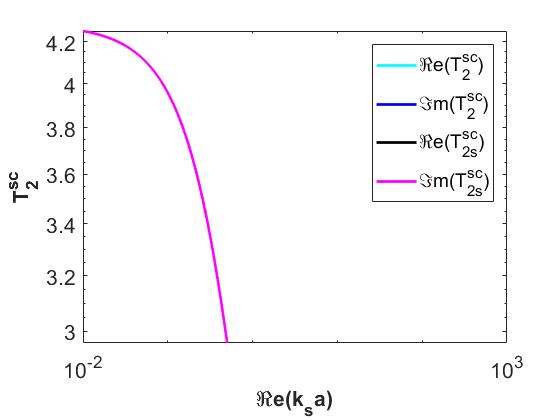 4.2
4
3.8
3.6
3.4
3.2
3
T₂ˢᶜ
ℜe(T₂ˢᶜ)
ℑm(T₂ˢᶜ)
ℜe(T₂ₛˢᶜ)
ℑm(T₂ₛˢᶜ)
10⁻² 10³
ℜe(kₛa)